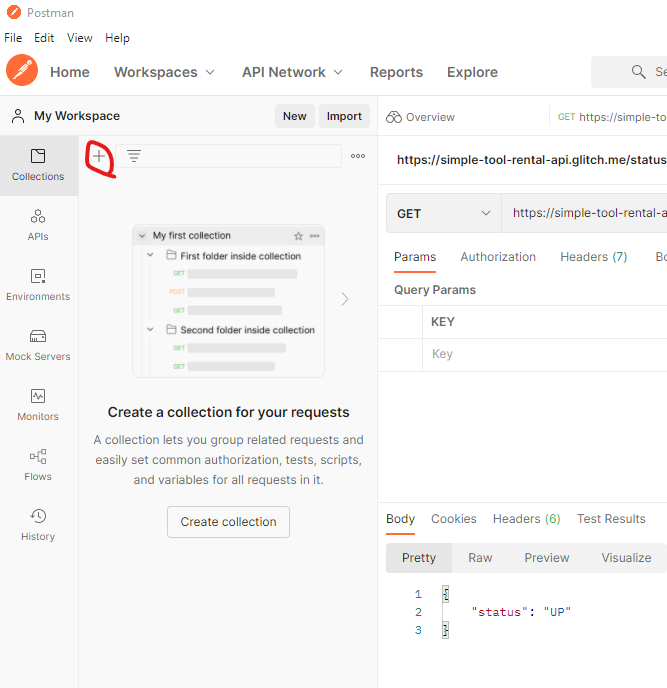 Postman
File Edit View Help
Home Workspaces API Network Reports Explore
My Workspace New Import
Overview GET https://simple-to
Collections
https://simple-tool-rental-api.glitch.me/status
APIs
GET https://simple-tool-rental-a
My first collection
First folder inside collection
GET
POST
GET
Second folder inside collection
GET
GET
Params Authorization Headers (7)
Query Params
Environments
KEY
Mock Servers
Key
Monitors
Create a collection for your requests
A collection lets you group related requests and
easily set common authorization, tests, scripts,
and variables for all requests in it.
Flows
Create collection
History
Body Cookies Headers (6) Test Results
Pretty Raw Preview Visualize
1 {
2 "status": "UP"
3 }